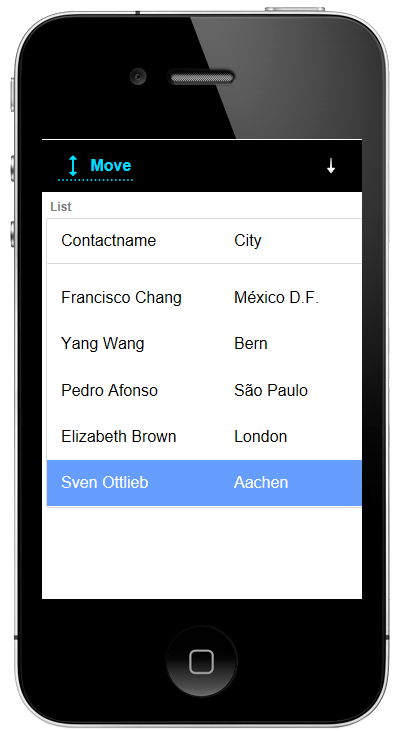 Move
List
Contactname City
Francisco Chang México D.F.
Yang Wang Bern
Pedro Afonso São Paulo
Elizabeth Brown London
Sven Ottlieb Aachen